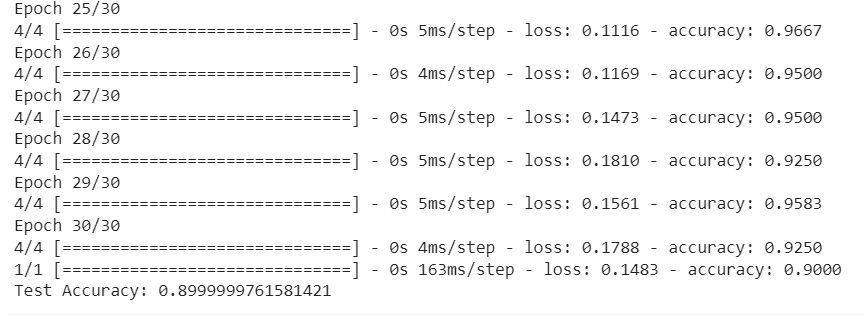 Epoch 25/30
4/4 [==============================] - 0s 5ms/step - loss: 0.1116 - accuracy: 0.9667
Epoch 26/30
4/4 [==============================] - 0s 4ms/step - loss: 0.1169 - accuracy: 0.9500
Epoch 27/30
4/4 [==============================] - 0s 5ms/step - loss: 0.1473 - accuracy: 0.9500
Epoch 28/30
4/4 [==============================] - 0s 5ms/step - loss: 0.1810 - accuracy: 0.9250
Epoch 29/30
4/4 [==============================] - 0s 5ms/step - loss: 0.1561 - accuracy: 0.9583
Epoch 30/30
4/4 [==============================] - 0s 4ms/step - loss: 0.1788 - accuracy: 0.9250
1/1 [==============================] - 0s 163ms/step - loss: 0.1483 - accuracy: 0.9000
Test Accuracy: 0.8999999761581421